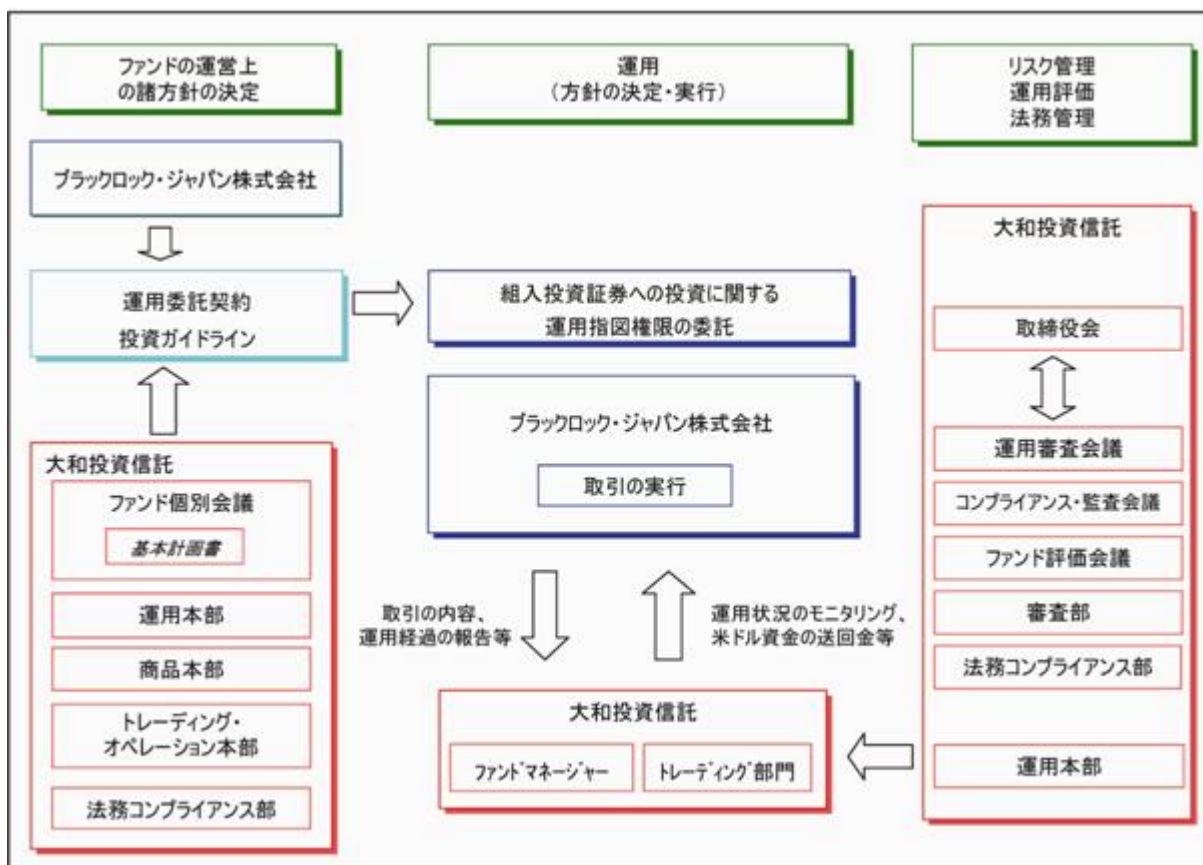 ファンドの運営上
の諸方針の決定
運用
(方針の決定・実行)
リスク管理
運用評価
法務管理
ブラックロック・ジャパン株式会社
運用委託契約
投資ガイドライン
組入投資証券への投資に関する
運用指図権限の委託
ブラックロック・ジャパン株式会社
取引の実行
大和投資信託
ファンド個別会議
基本計画書
運用本部
商品本部
トレーディング・
オペレーション本部
法務コンプライアンス部
取引の内容、
運用経過の報告等
運用状況のモニタリング、
米ドル資金の送回金等
大和投資信託
ファンドマネージャー
トレーディング部門
大和投資信託
取締役会
運用審査会議
コンプライアンス・監査会議
ファンド評価会議
審査部
法務コンプライアンス部
運用本部